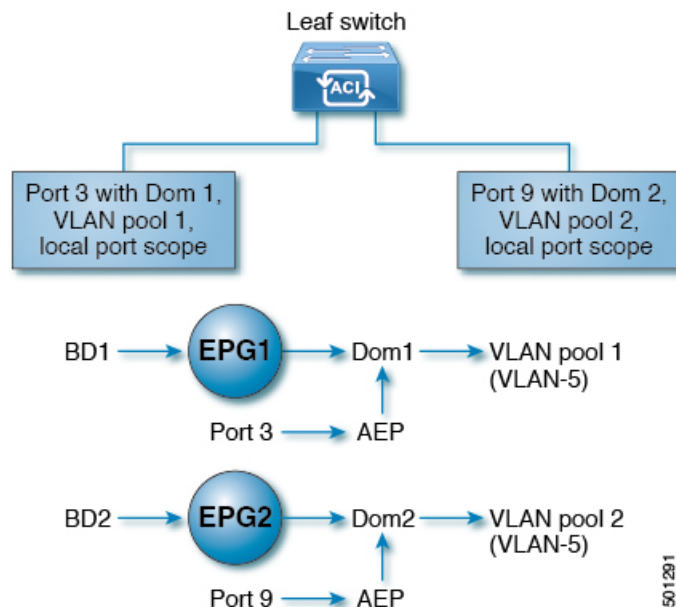 Leaf switch
ACI
Port 3 with Dom 1,
VLAN pool 1,
local port scope
Port 9 with Dom 2,
VLAN pool 2,
local port scope
BD1
EPG1
Dom1
VLAN pool 1
(VLAN-5)
Port 3
AEP
BD2
EPG2
Dom2
VLAN pool 2
(VLAN-5)
Port 9
AEP
501291